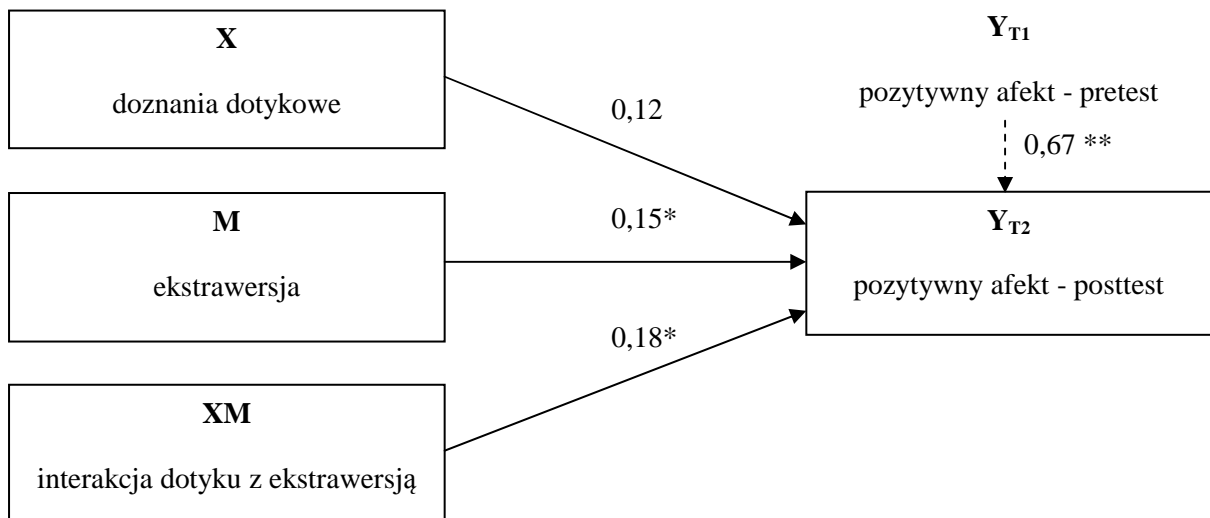 X
doznania dotykowe
Y_T1
pozytywny afekt - pretest
0,12
0,67 **
M
ekstrawersja
0,15*
Y_T2
pozytywny afekt - posttest
0,18*
XM
interakcja dotyku z ekstrawersją